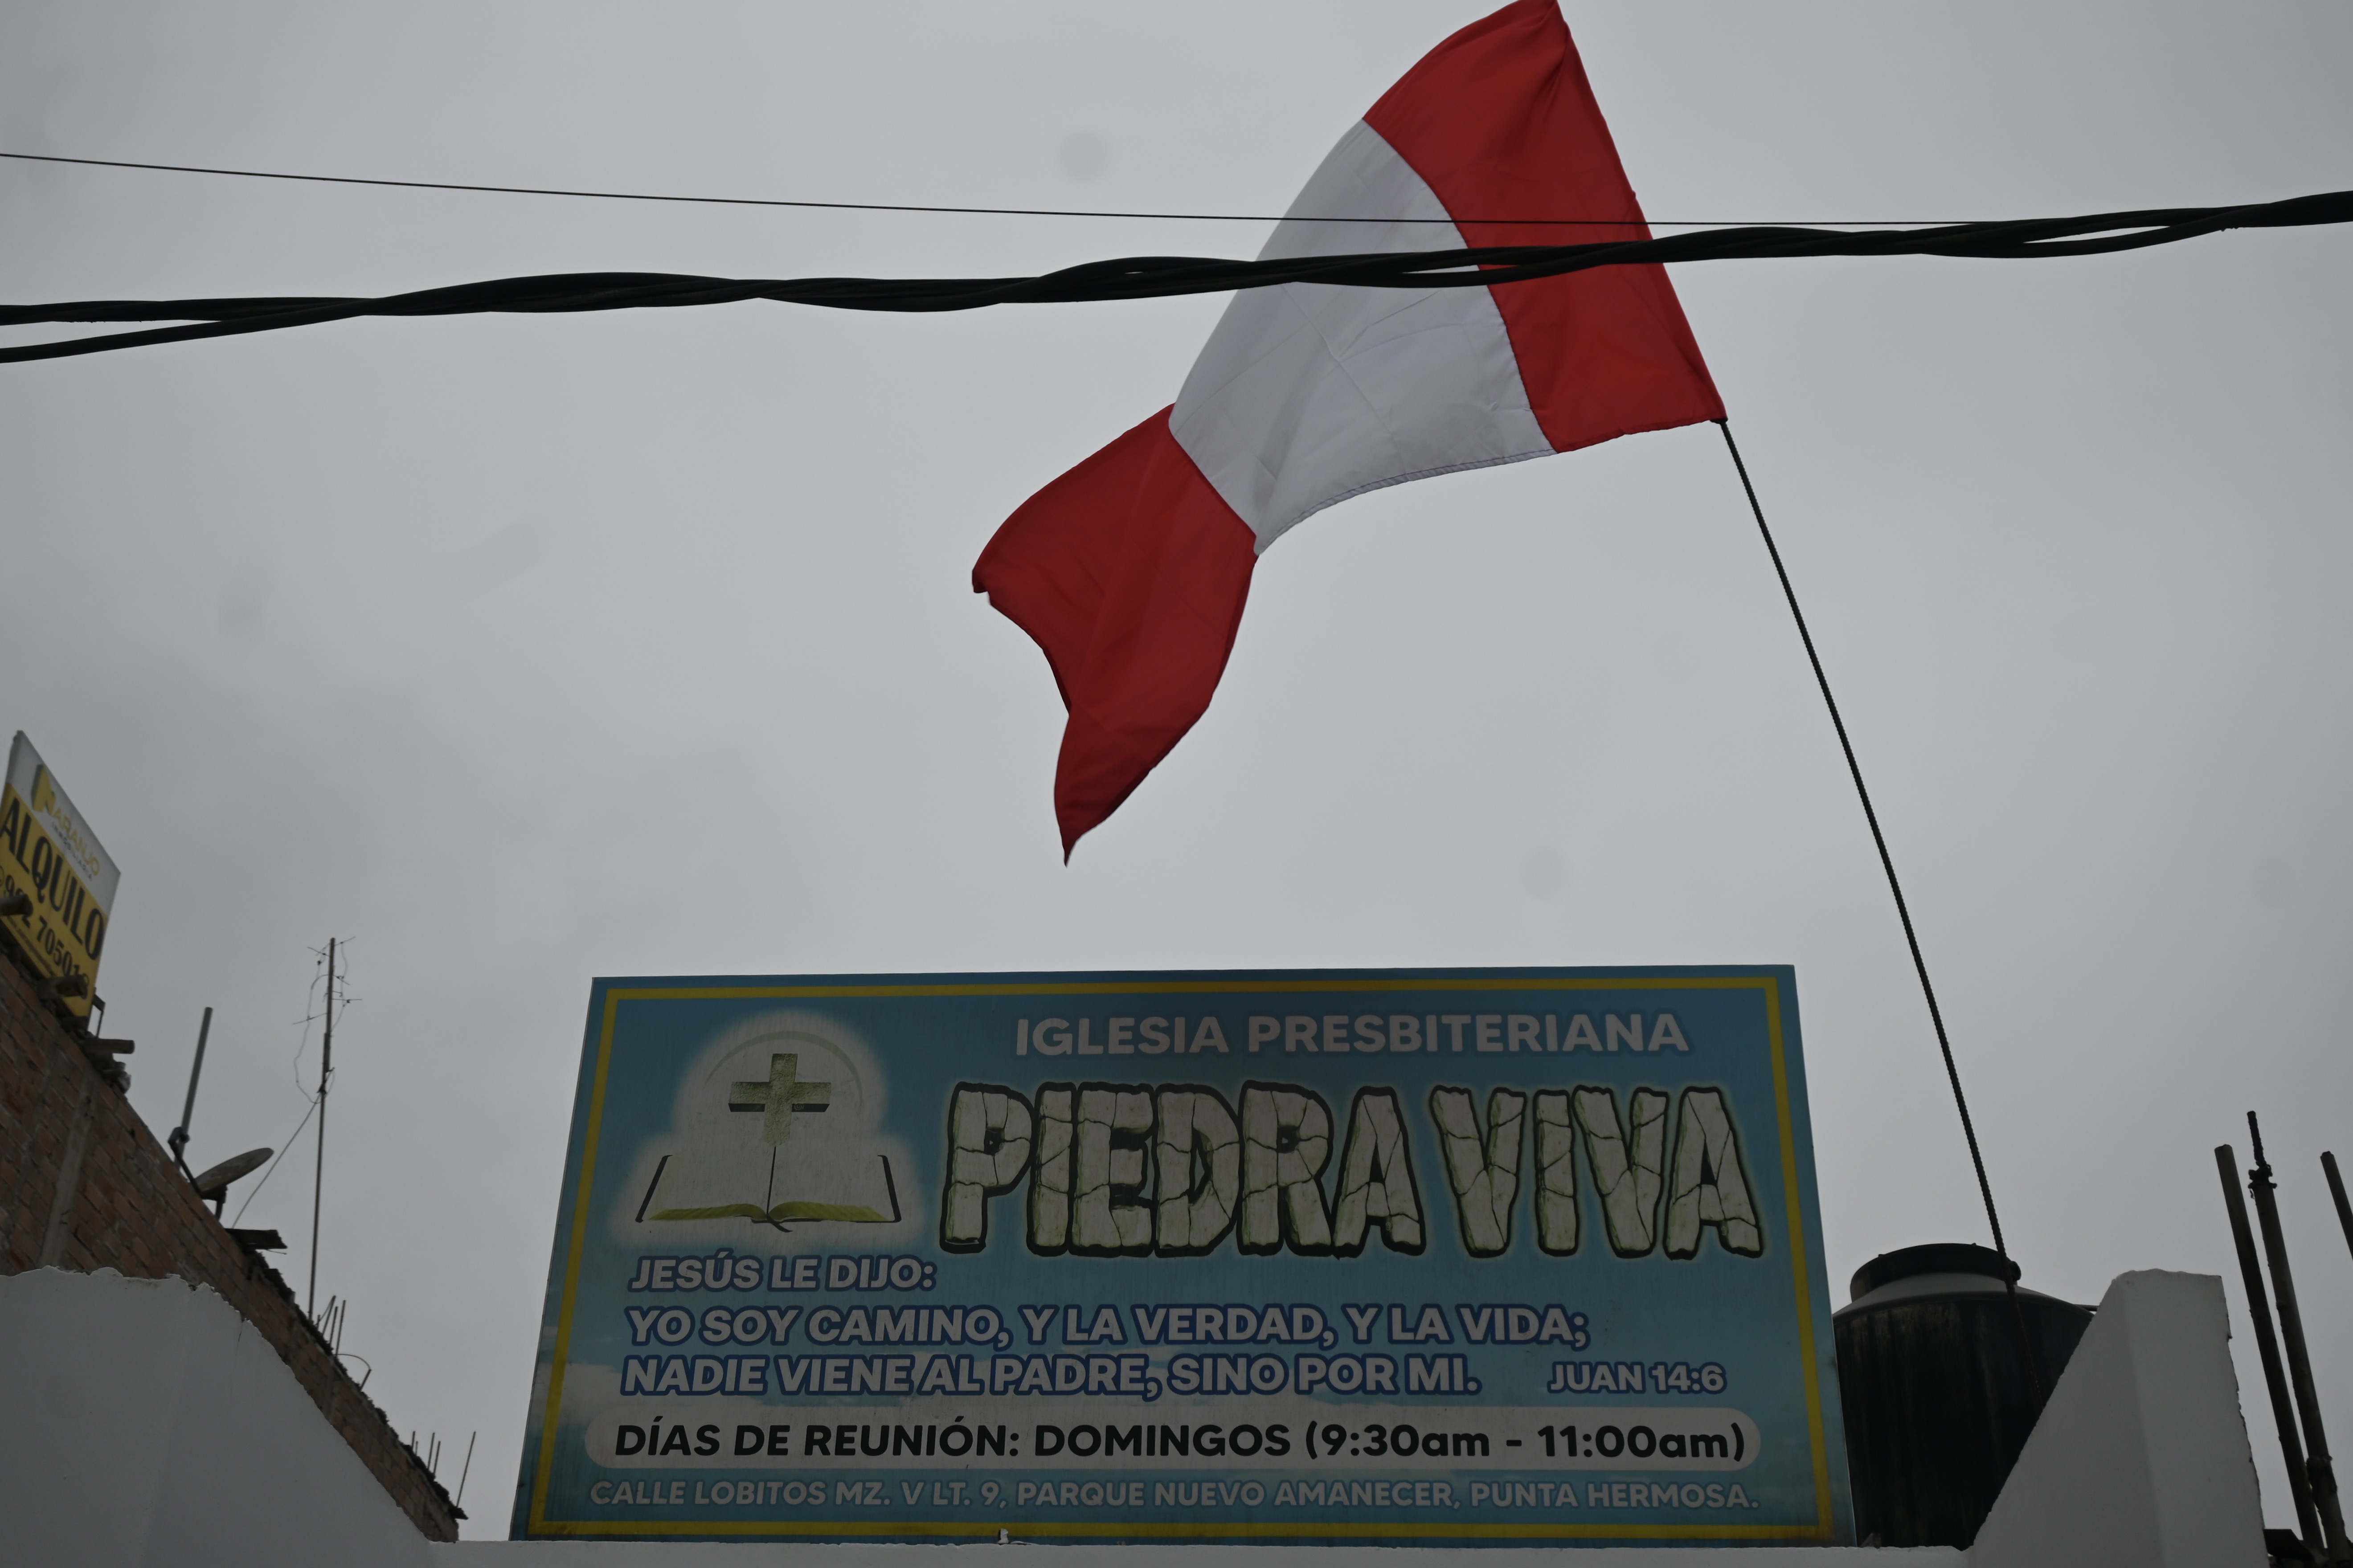 NARANJO
ALQUILO
IGLESIA PRESBITERIANA
PIEDRA VIVA
JESÚS LE DIJO:
YO SOY CAMINO, Y LA VERDAD, Y LA VIDA;
NADIE VIENE AL PADRE, SINO POR MI.
JUAN 14:6
DÍAS DE REUNIÓN: DOMINGOS (9:30am - 11:00am)
CALLE LOBITOS MZ. V LT. 9, PARQUE NUEVO AMANECER, PUNTA HERMOSA.